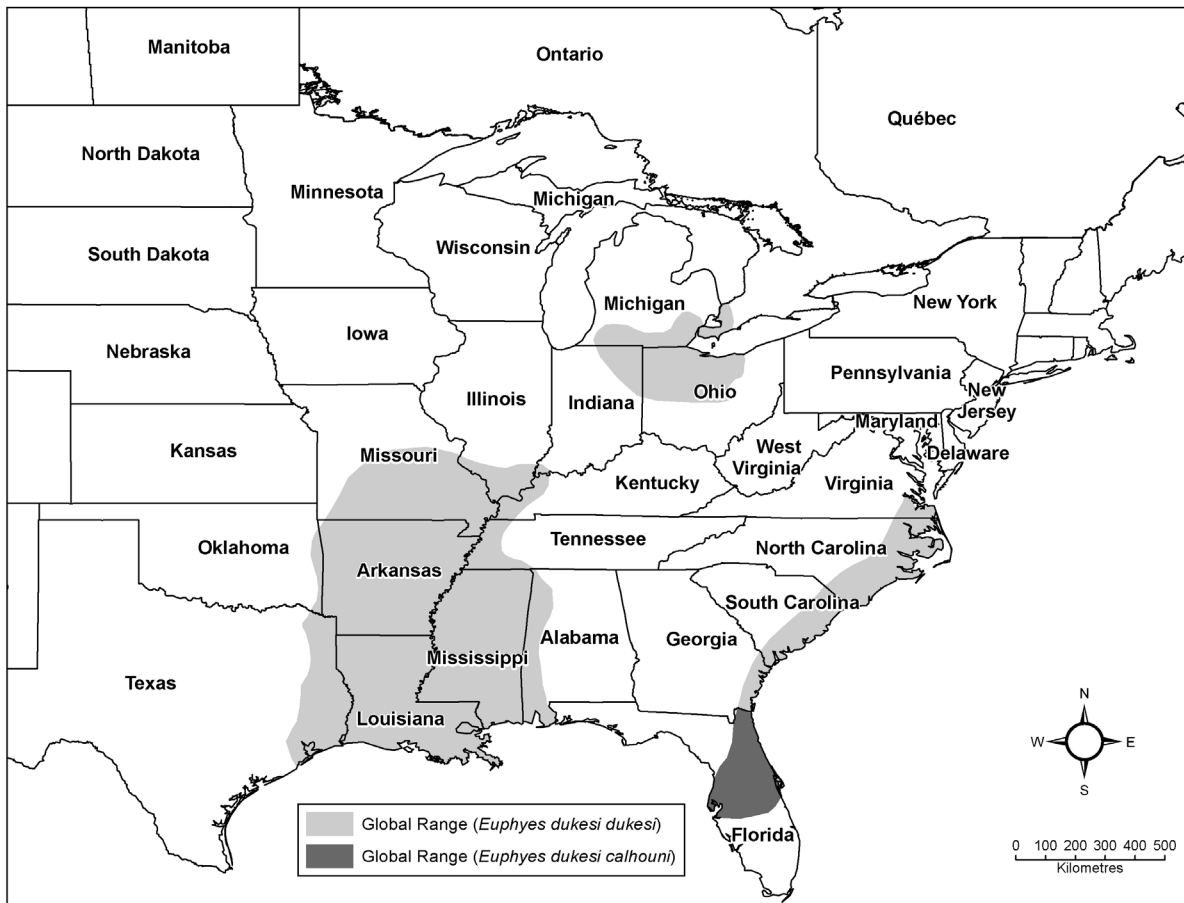 Manitoba
Ontario
Québec
North Dakota
Minnesota
Michigan
South Dakota
Wisconsin
Michigan
New York
Iowa
Nebraska
Pennsylvania
Illinois
Indiana
Ohio
New
Jersey
Maryland
Kansas
Missouri
West
Virginia
Delaware
Kentucky
Virginia
Oklahoma
Tennessee
North Carolina
Arkansas
South Carolina
Mississippi
Alabama
Georgia
Texas
Louisiana
Florida
N
W
E
S
Global Range (Euphyes dukesi dukesi)
Global Range (Euphyes dukesi calhouni)
0 100 200 300 400 500
Kilometres